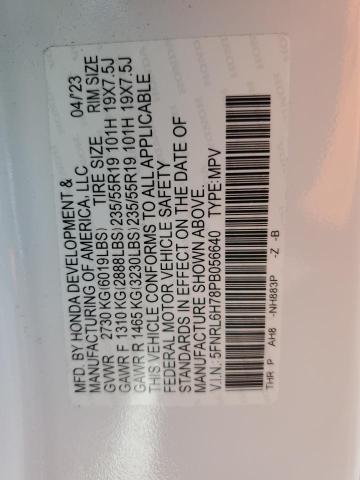 MFD. BY HONDA DEVELOPMENT & 04/'23
MANUFACTURING OF AMERICA, LLC. TIRE SIZE RIM SIZE
GVWR 2730 KG(6019LBS)
GAWR F 1310 KG(2888LBS)235/55R19 101H 19X7.5J
GAWR R 1465 KG(3230LBS)235/55R19 101H 19X7.5J
THIS VEHICLE CONFORMS TO ALL APPLICABLE
FEDERAL MOTOR VEHICLE SAFETY
STANDARDS IN EFFECT ON THE DATE OF
MANUFACTURE SHOWN ABOVE.
V.I.N.: 5FNRL6H78PB056640 TYPE:MPV
THR P AH8 -NH883P -Z -B